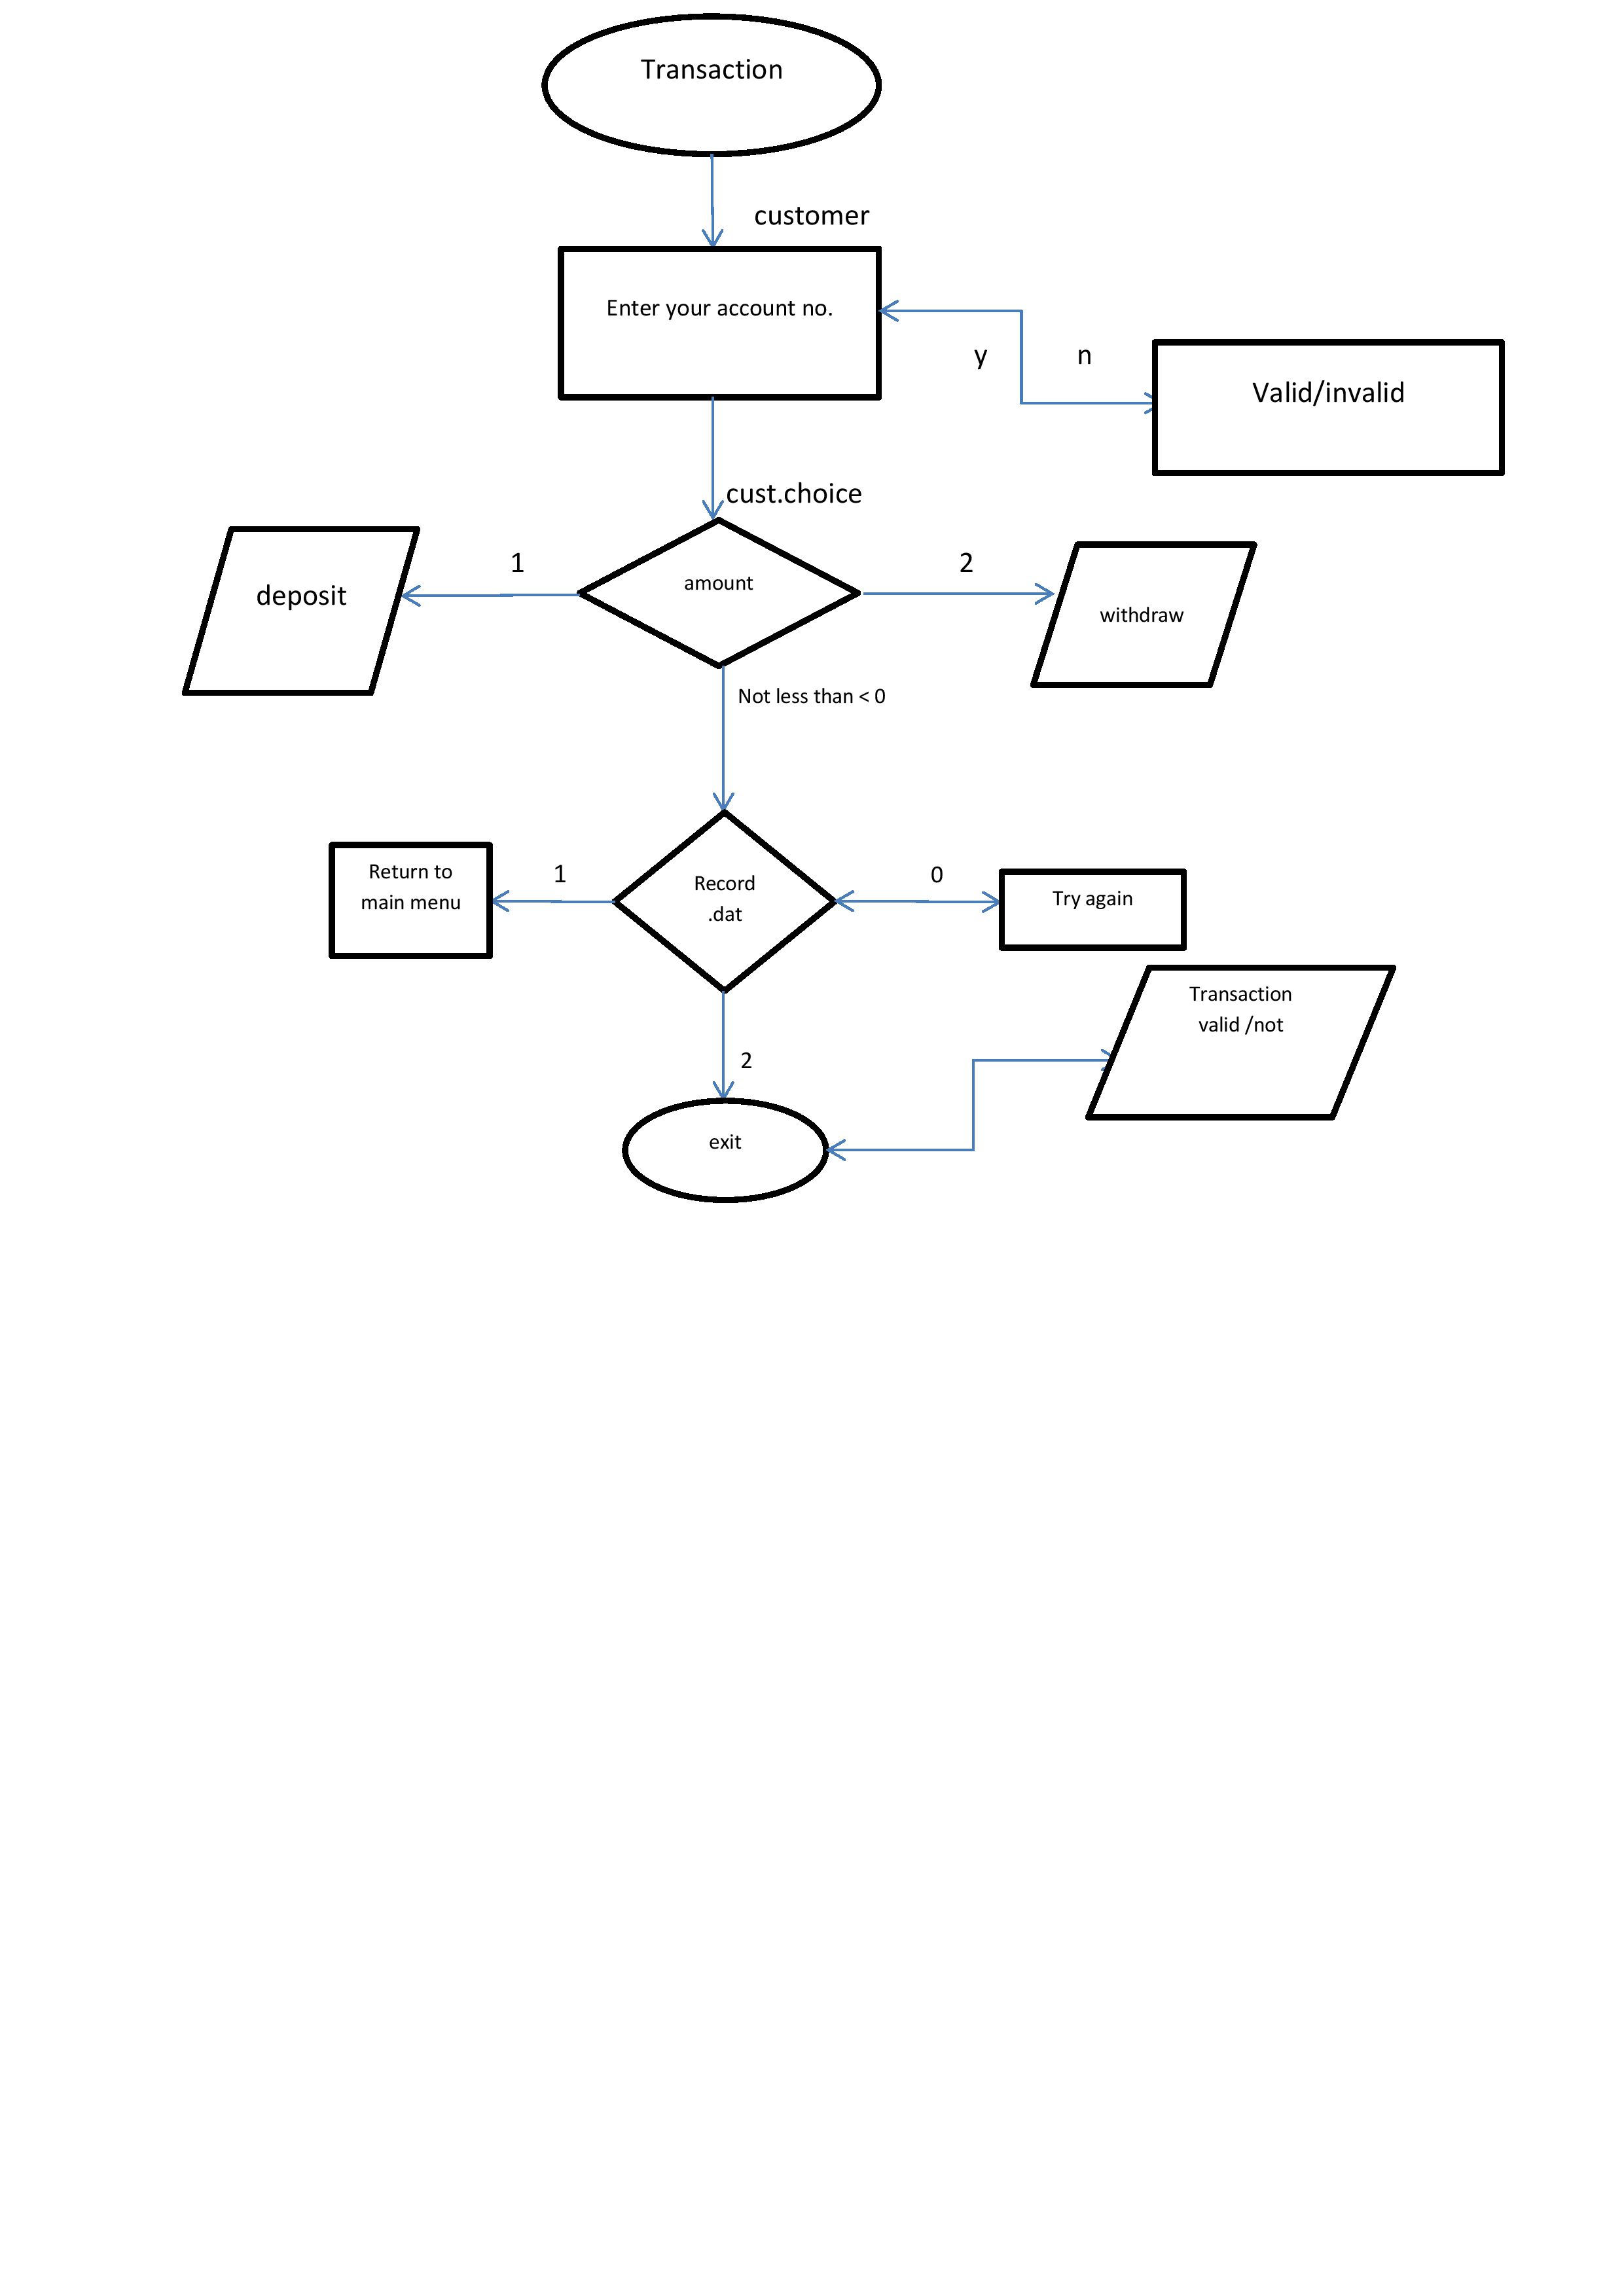 Transaction
customer
Enter your account no.
y
n
Valid/invalid
cust.choice
deposit
1
amount
2
withdraw
Not less than < 0
Return to
main menu
1
Record
.dat
0
Try again
Transaction
valid /not
2
exit